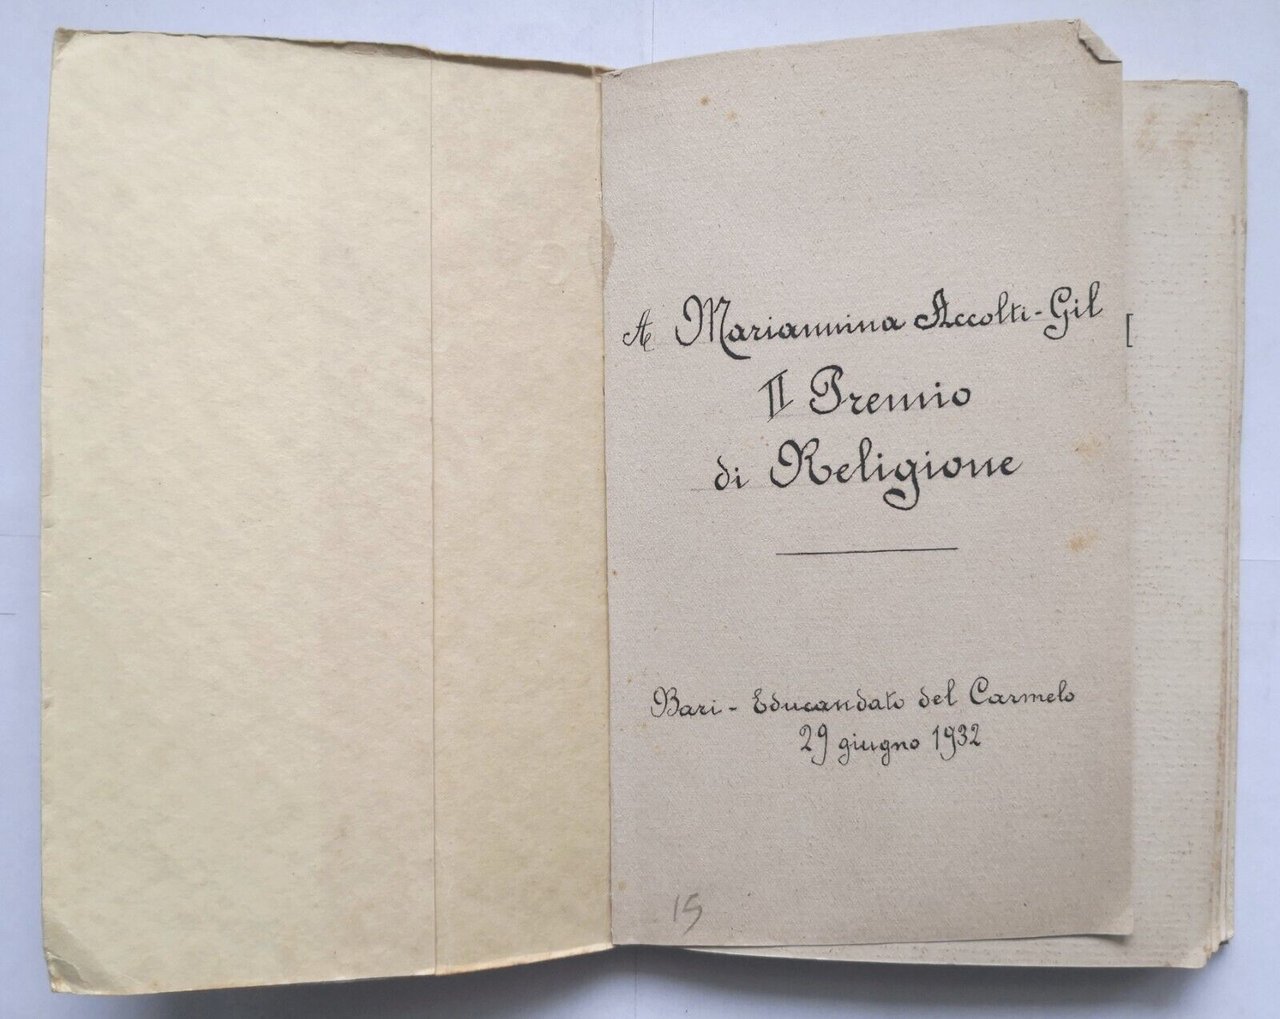 A Mariannina Accolti-Gil
II Premio
di Religione
Bari - Educandato del Carmelo
29 giugno 1932
15
[